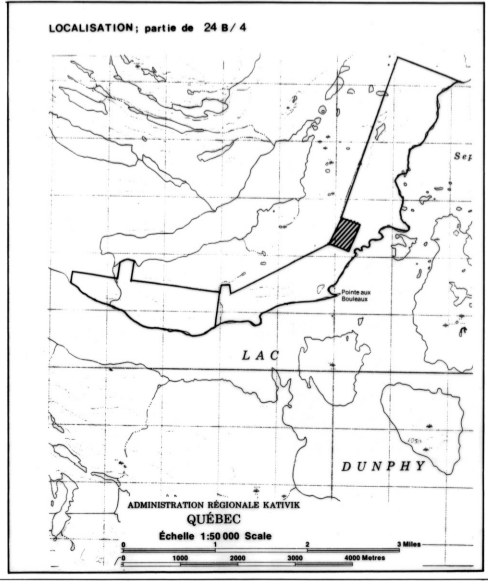 LOCALISATION; partie de 24 B/4
Pointe aux
Bouleaux
LAC
DUNPHY
ADMINISTRATION RÉGIONALE KATIVIK
QUÉBEC
Échelle 1:50 000 Scale
0 1 2 3 Miles
0 1000 2000 3000 4000 Metres